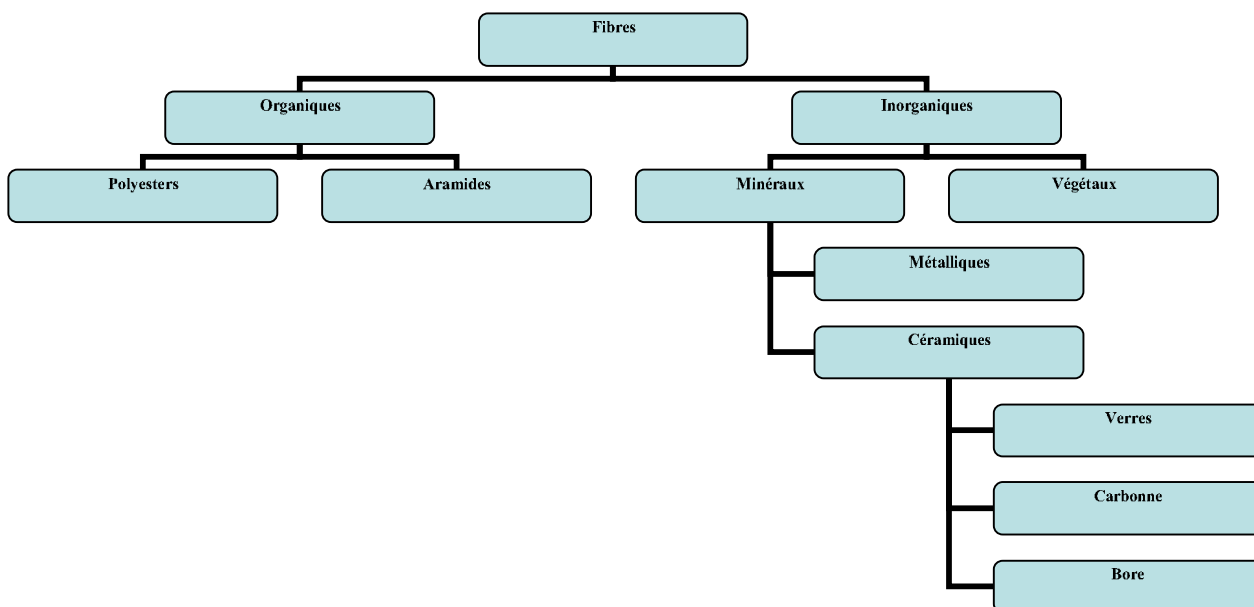 Fibres
Organiques
Inorganiques
Polyesters
Aramides
Minéraux
Végétaux
Métalliques
Céramiques
Verres
Carbonne
Bore